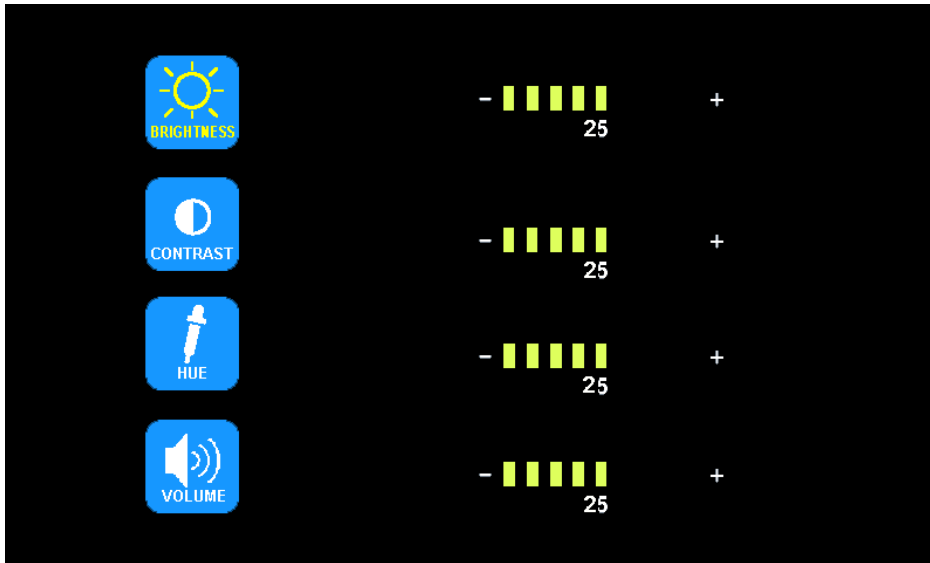 BRIGHTNESS
- +
25
CONTRAST
- +
25
HUE
- +
25
VOLUME
- +
25